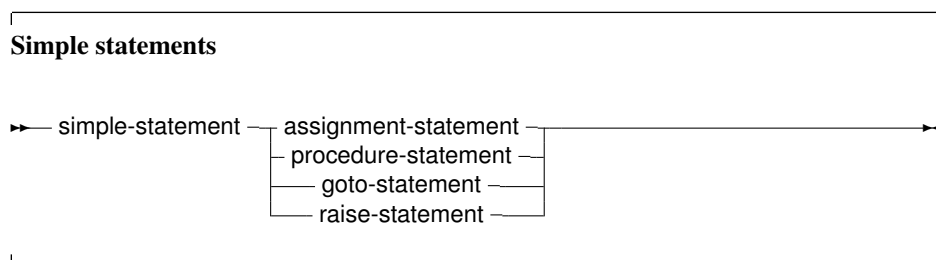 Simple statements
simple-statement assignment-statement
procedure-statement
goto-statement
raise-statement